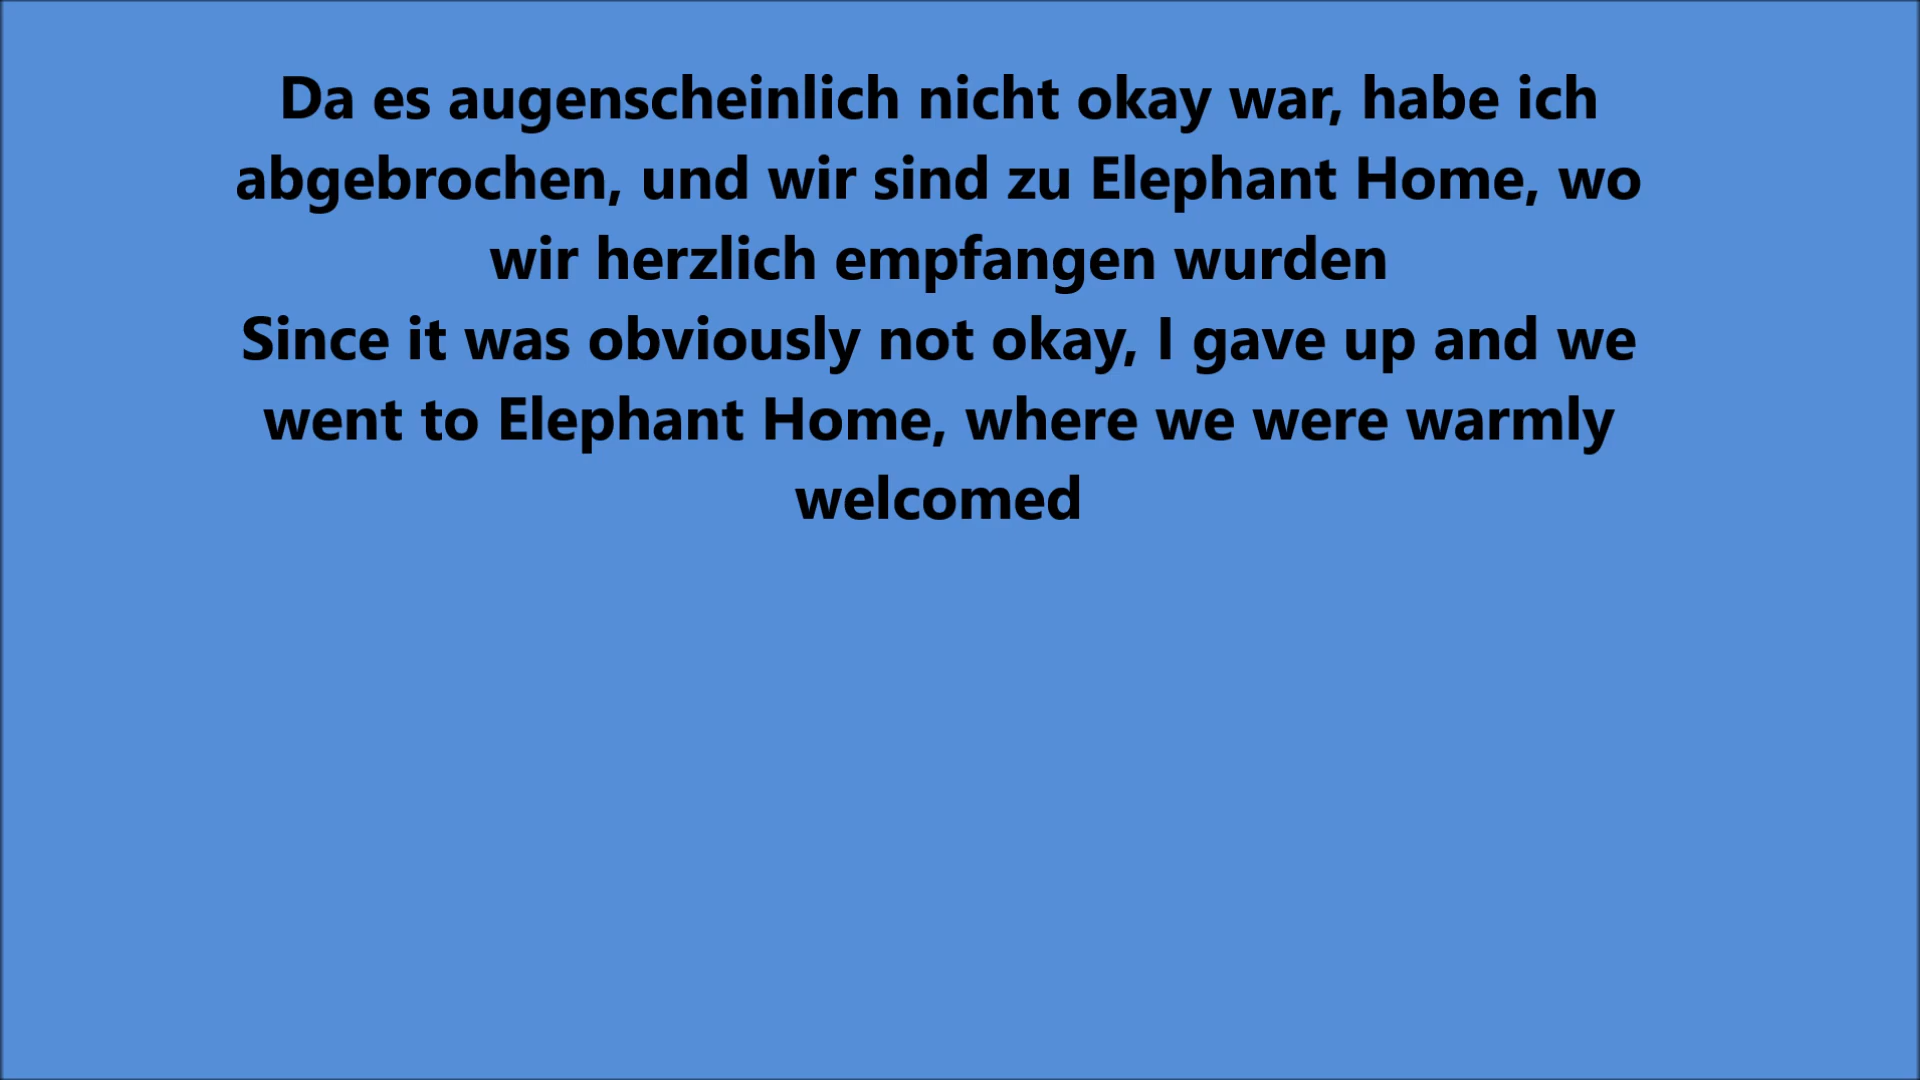 Da es augenscheinlich nicht okay war, habe ich
abgebrochen, und wir sind zu Elephant Home, wo
wir herzlich empfangen wurden
Since it was obviously not okay, I gave up and we
went to Elephant Home, where we were warmly
welcomed